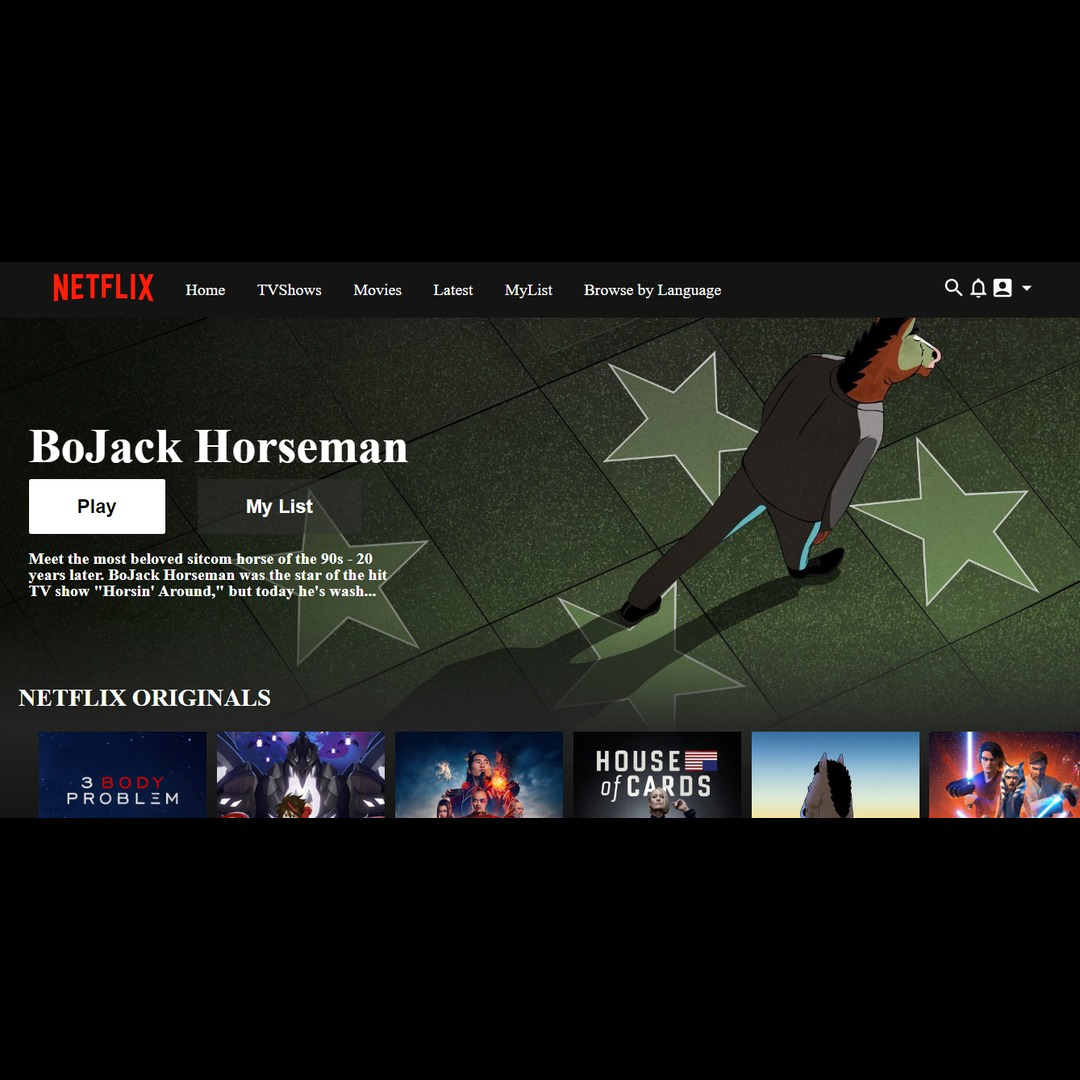 NETFLIX Home TVShows Movies Latest MyList Browse by Language
BoJack Horseman
Play My List
Meet the most beloved sitcom horse of the 90s - 20
years later. BoJack Horseman was the star of the hit
TV show "Horsin' Around," but today he's wash...
NETFLIX ORIGINALS
3 BODY
PROBLEM
HOUSE
of CARDS